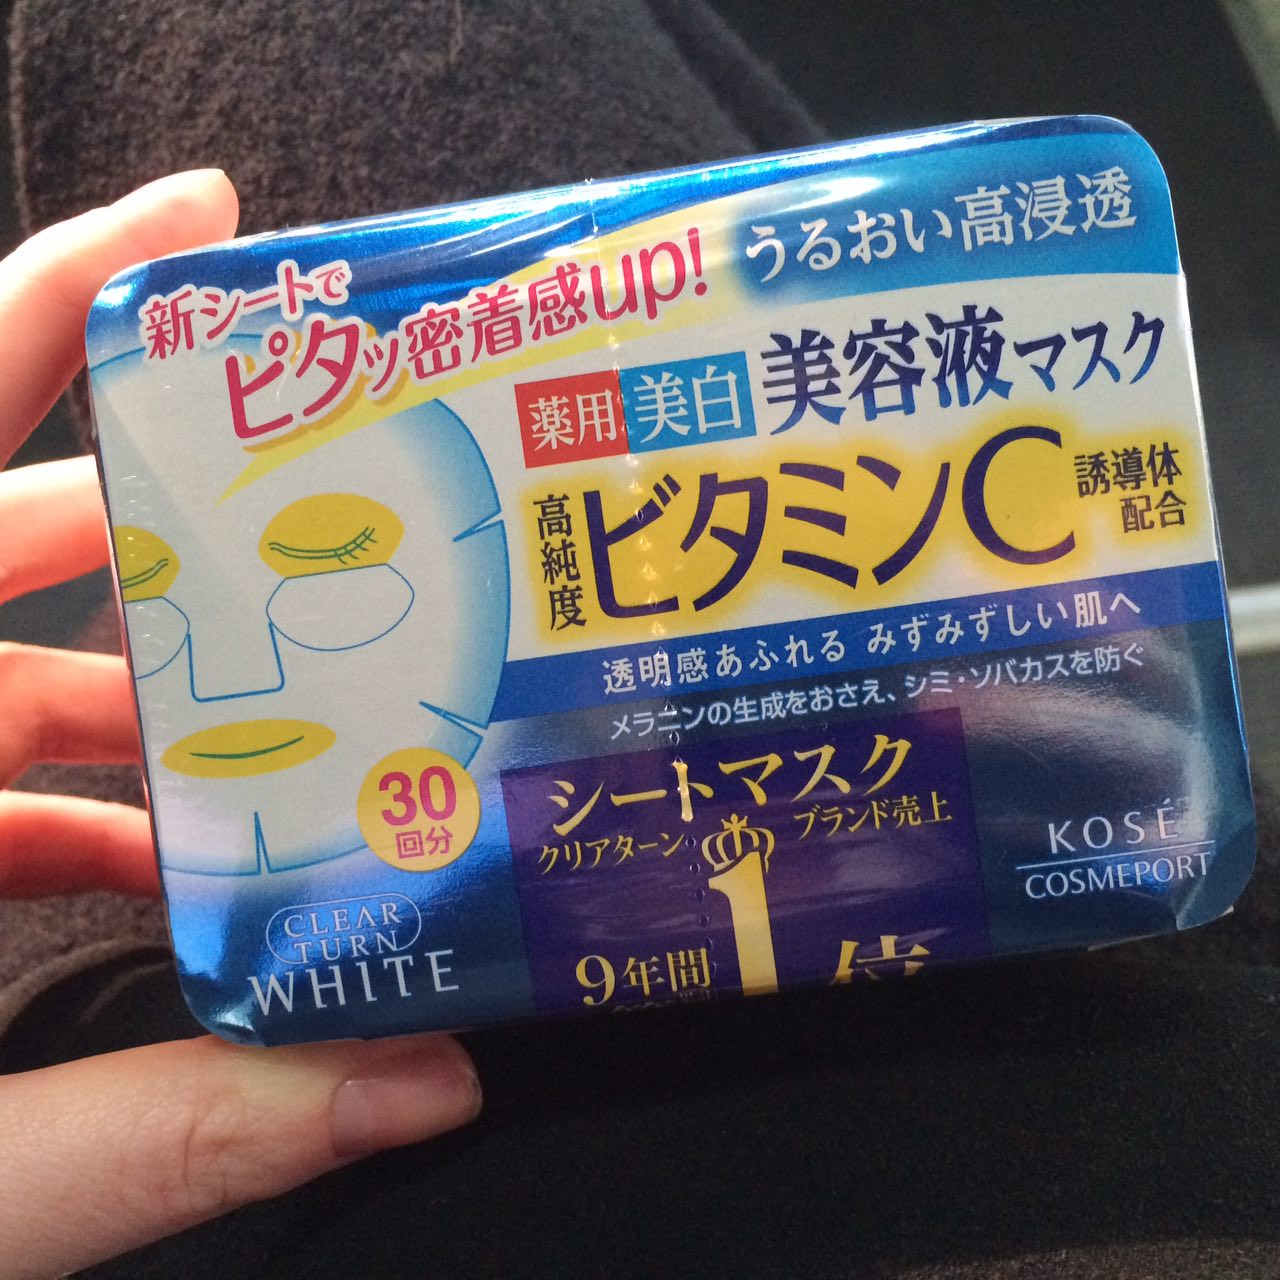 新シートで
ピタッ密着感up!
うるおい高浸透
薬用 美白 美容液マスク
高純度 ビタミンC 誘導体配合
透明感あふれる みずみずしい肌へ
メラニンの生成をおさえ、シミ・ソバカスを防ぐ
シートマスク
クリアターン ブランド売上
9年間 1位
30
回分
CLEAR
TURN
WHITE
KOSÉ
COSMEPORT